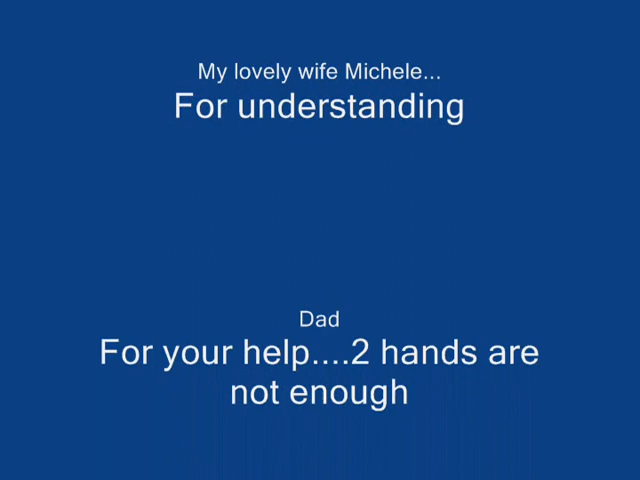 My lovely wife Michele...
For understanding
Dad
For your help....2 hands are
not enough